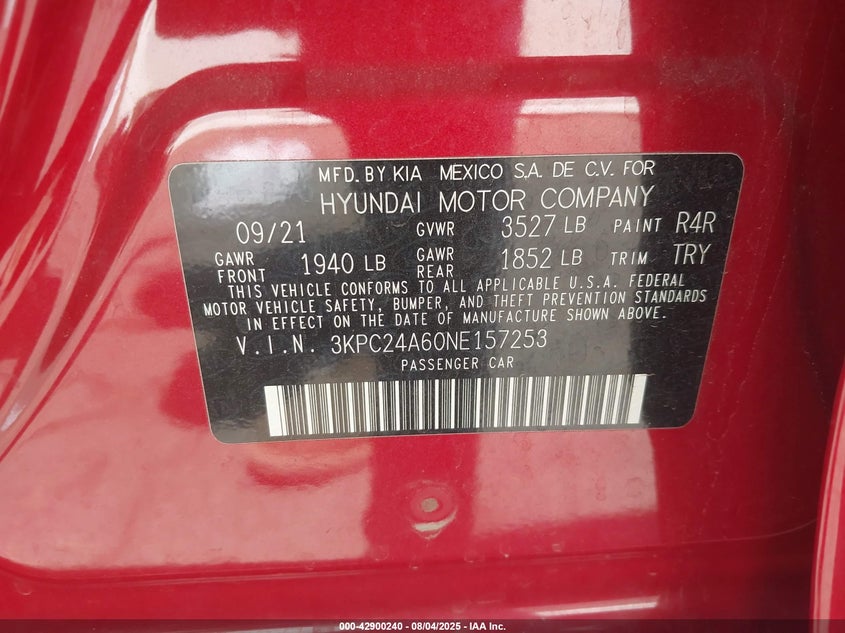 MFD. BY KIA MEXICO S.A. DE C.V. FOR
HYUNDAI MOTOR COMPANY
09/21 GVWR 3527 LB PAINT R4R
GAWR FRONT 1940 LB GAWR REAR 1852 LB TRIM TRY
THIS VEHICLE CONFORMS TO ALL APPLICABLE U.S.A. FEDERAL
MOTOR VEHICLE SAFETY, BUMPER, AND THEFT PREVENTION STANDARDS
IN EFFECT ON THE DATE OF MANUFACTURE SHOWN ABOVE.
V.I.N. 3KPC24A60NE157253
PASSENGER CAR
000-42900240 - 08/04/2025 - IAA Inc.